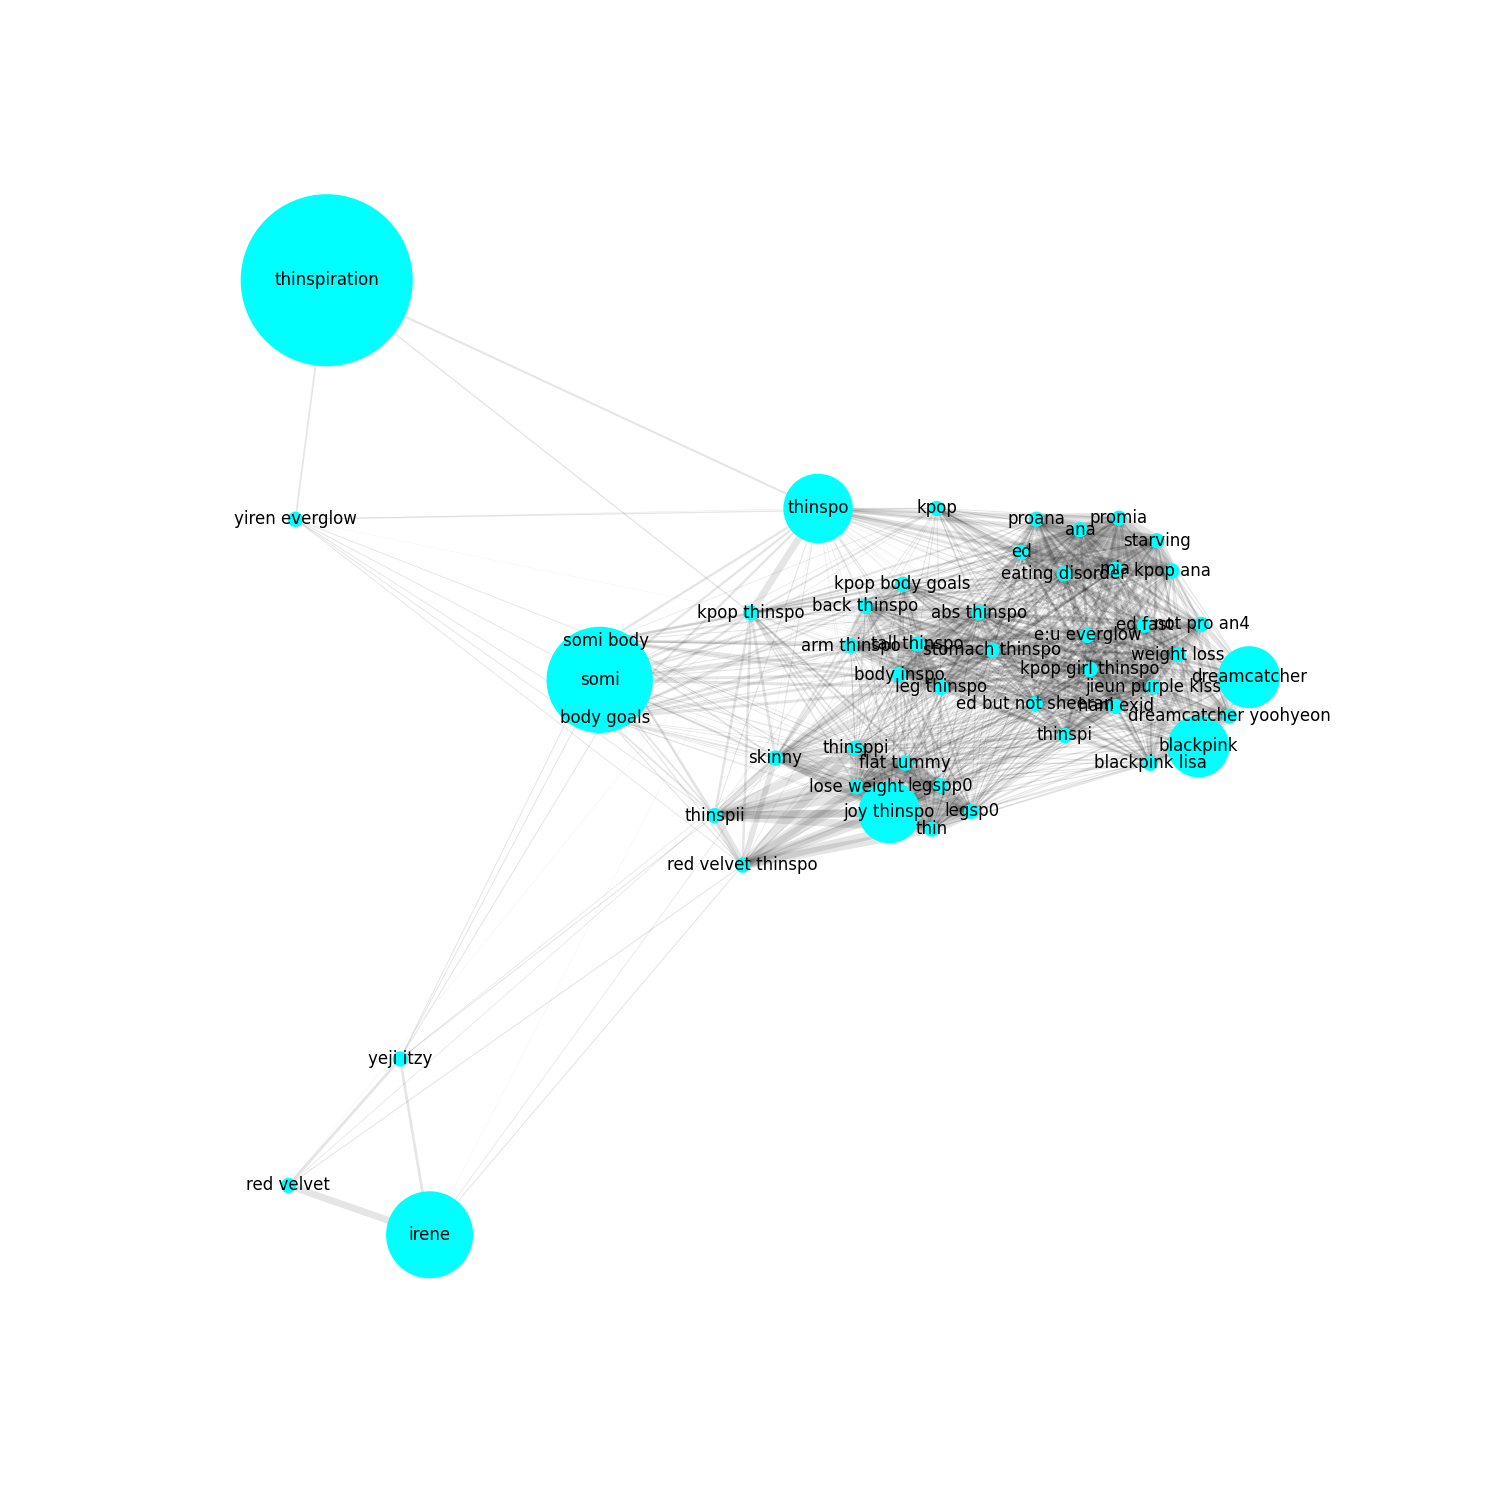 thinspiration
thinspo
kpop
yiren everglow
proana
promia
ana
starving
ed
eating disorder
mia
kpop ana
kpop body goals
kpop thinspo
back thinspo
abs thinspo
ed fast
not pro an4
e:u everglow
somi body
arm thinspo
tall thinspo
stomach thinspo
weight loss
kpop girl thinspo
somi
body inspo
leg thinspo
jieun purple kiss
dreamcatcher
ed but not sheeran
hani exid
body goals
dreamcatcher yoohyeon
thinspi
thinsppi
blackpink
skinny
flat tummy
blackpink lisa
lose weight
legspp0
thinspii
joy thinspo
legsp0
thin
red velvet thinspo
yeji itzy
red velvet
irene